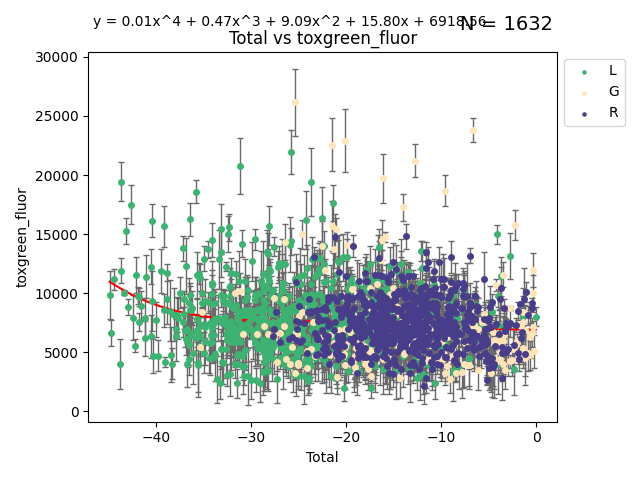 y = 0.01x^4 + 0.47x^3 + 9.09x^2 + 15.80x + 6918.56
N = 1632
Total vs toxgreen_fluor
30000
25000
20000
15000
10000
5000
0
toxgreen_fluor
−40 −30 −20 −10 0
Total
L
G
R